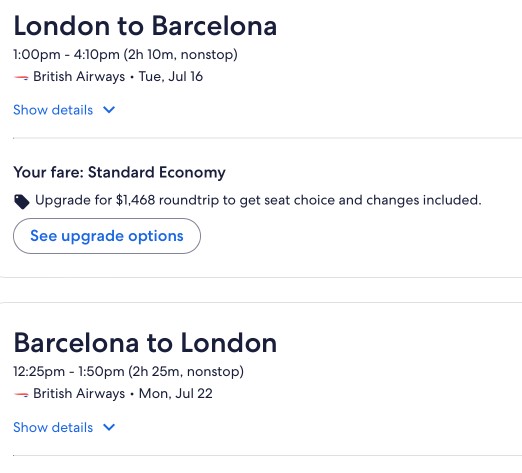 London to Barcelona
1:00pm - 4:10pm (2h 10m, nonstop)
British Airways • Tue, Jul 16
Show details
Your fare: Standard Economy
Upgrade for $1,468 roundtrip to get seat choice and changes included.
See upgrade options
Barcelona to London
12:25pm - 1:50pm (2h 25m, nonstop)
British Airways • Mon, Jul 22
Show details